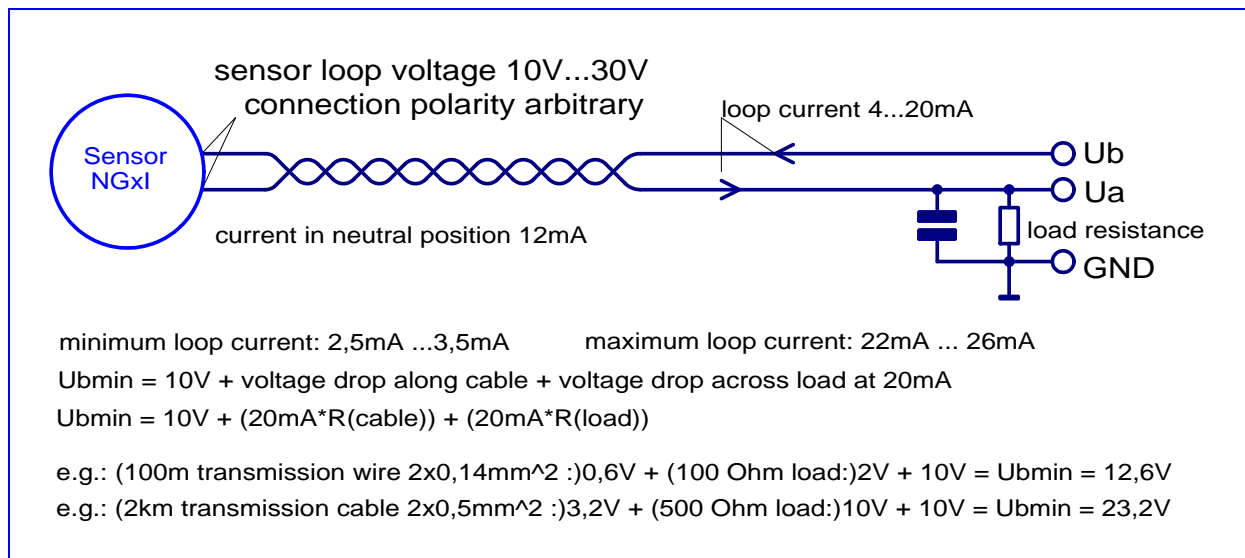 sensor loop voltage 10V...30V
connection polarity arbitrary
loop current 4...20mA
Sensor
NGxI
Ub
Ua
current in neutral position 12mA
load resistance
GND
minimum loop current: 2,5mA ...3,5mA
maximum loop current: 22mA ... 26mA
Ubmin = 10V + voltage drop along cable + voltage drop across load at 20mA
Ubmin = 10V + (20mA*R(cable)) + (20mA*R(load))
e.g.: (100m transmission wire 2x0,14mm^2 :)0,6V + (100 Ohm load:)2V + 10V = Ubmin = 12,6V
e.g.: (2km transmission cable 2x0,5mm^2 :)3,2V + (500 Ohm load:)10V + 10V = Ubmin = 23,2V